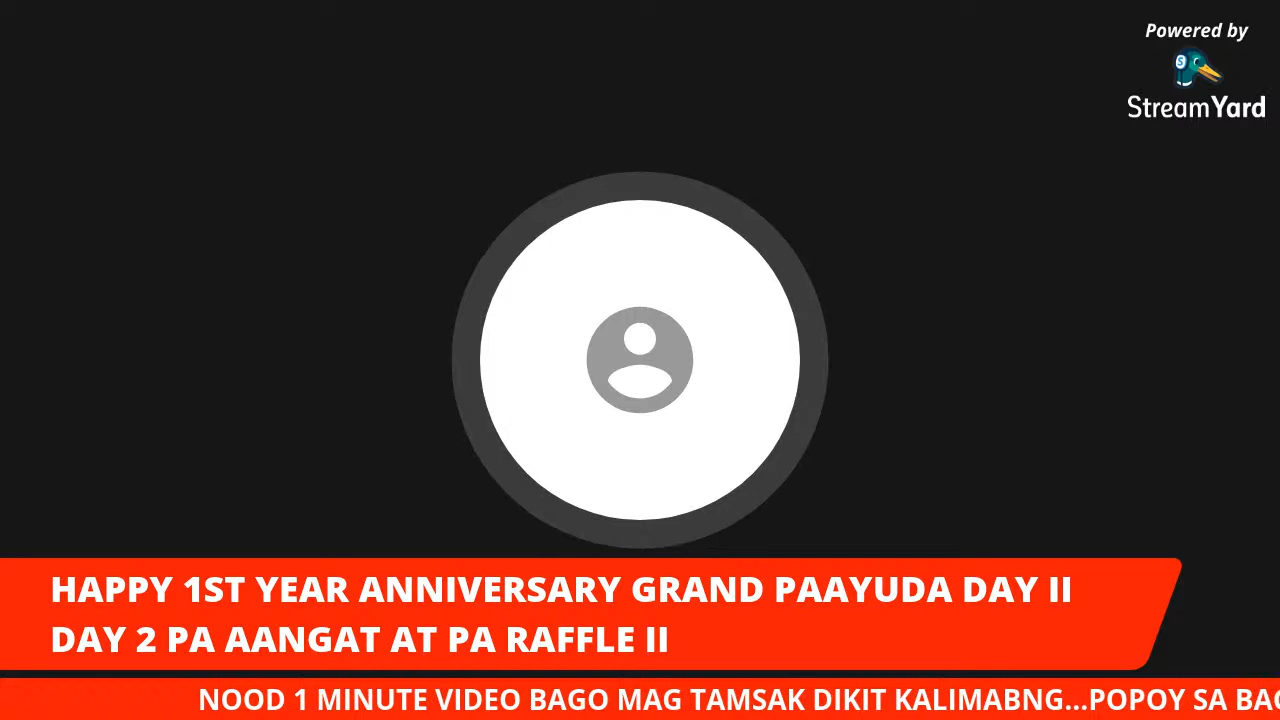 Powered by
S
StreamYard
HAPPY 1ST YEAR ANNIVERSARY GRAND PAAYUDA DAY II
DAY 2 PA AANGAT AT PA RAFFLE II
NOOD 1 MINUTE VIDEO BAGO MAG TAMSAK DIKIT KALIMABNG...POPOY SA